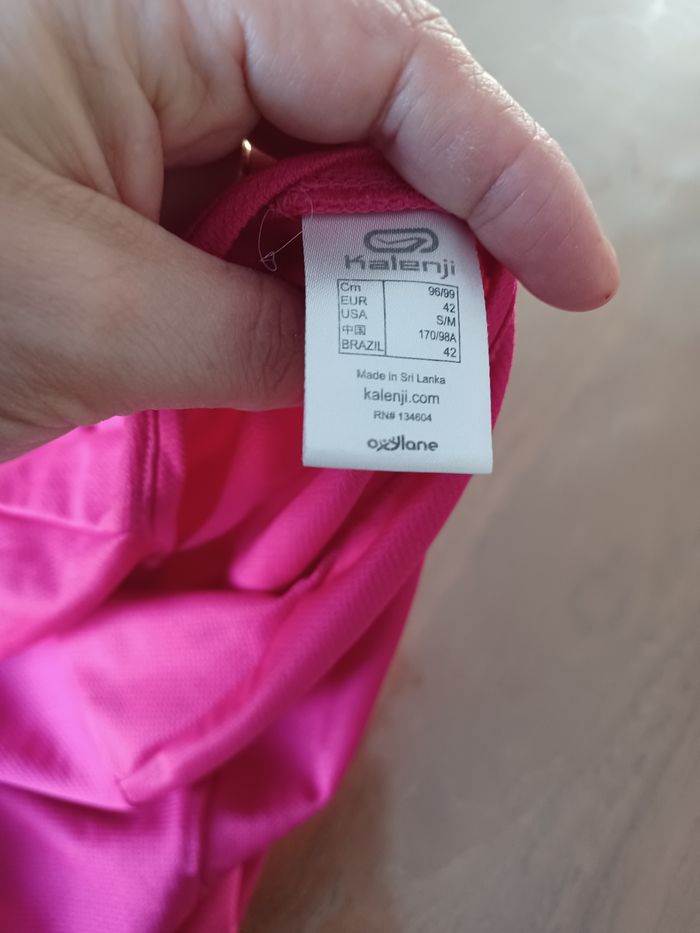 Kalenji
Cm 96/99
EUR 42
USA S/M
中国 170/98A
BRAZIL 42
Made in Sri Lanka
kalenji.com
RN# 134604
oxylane